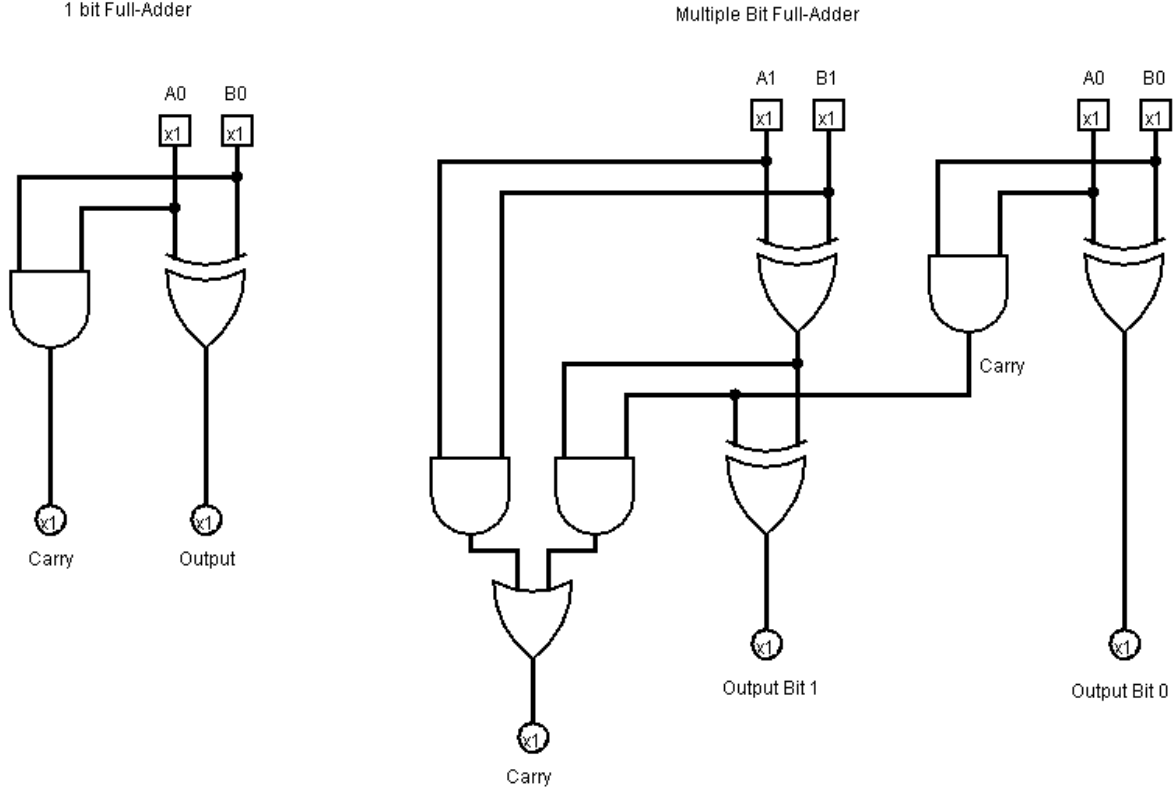 1 bit Full-Adder
Multiple Bit Full-Adder
A0 B0
x1 x1
Carry
Output
A1 B1
x1 x1
A0 B0
x1 x1
Carry
x1
x1
x1
Output Bit 1
x1
Output Bit 0
x1
Carry